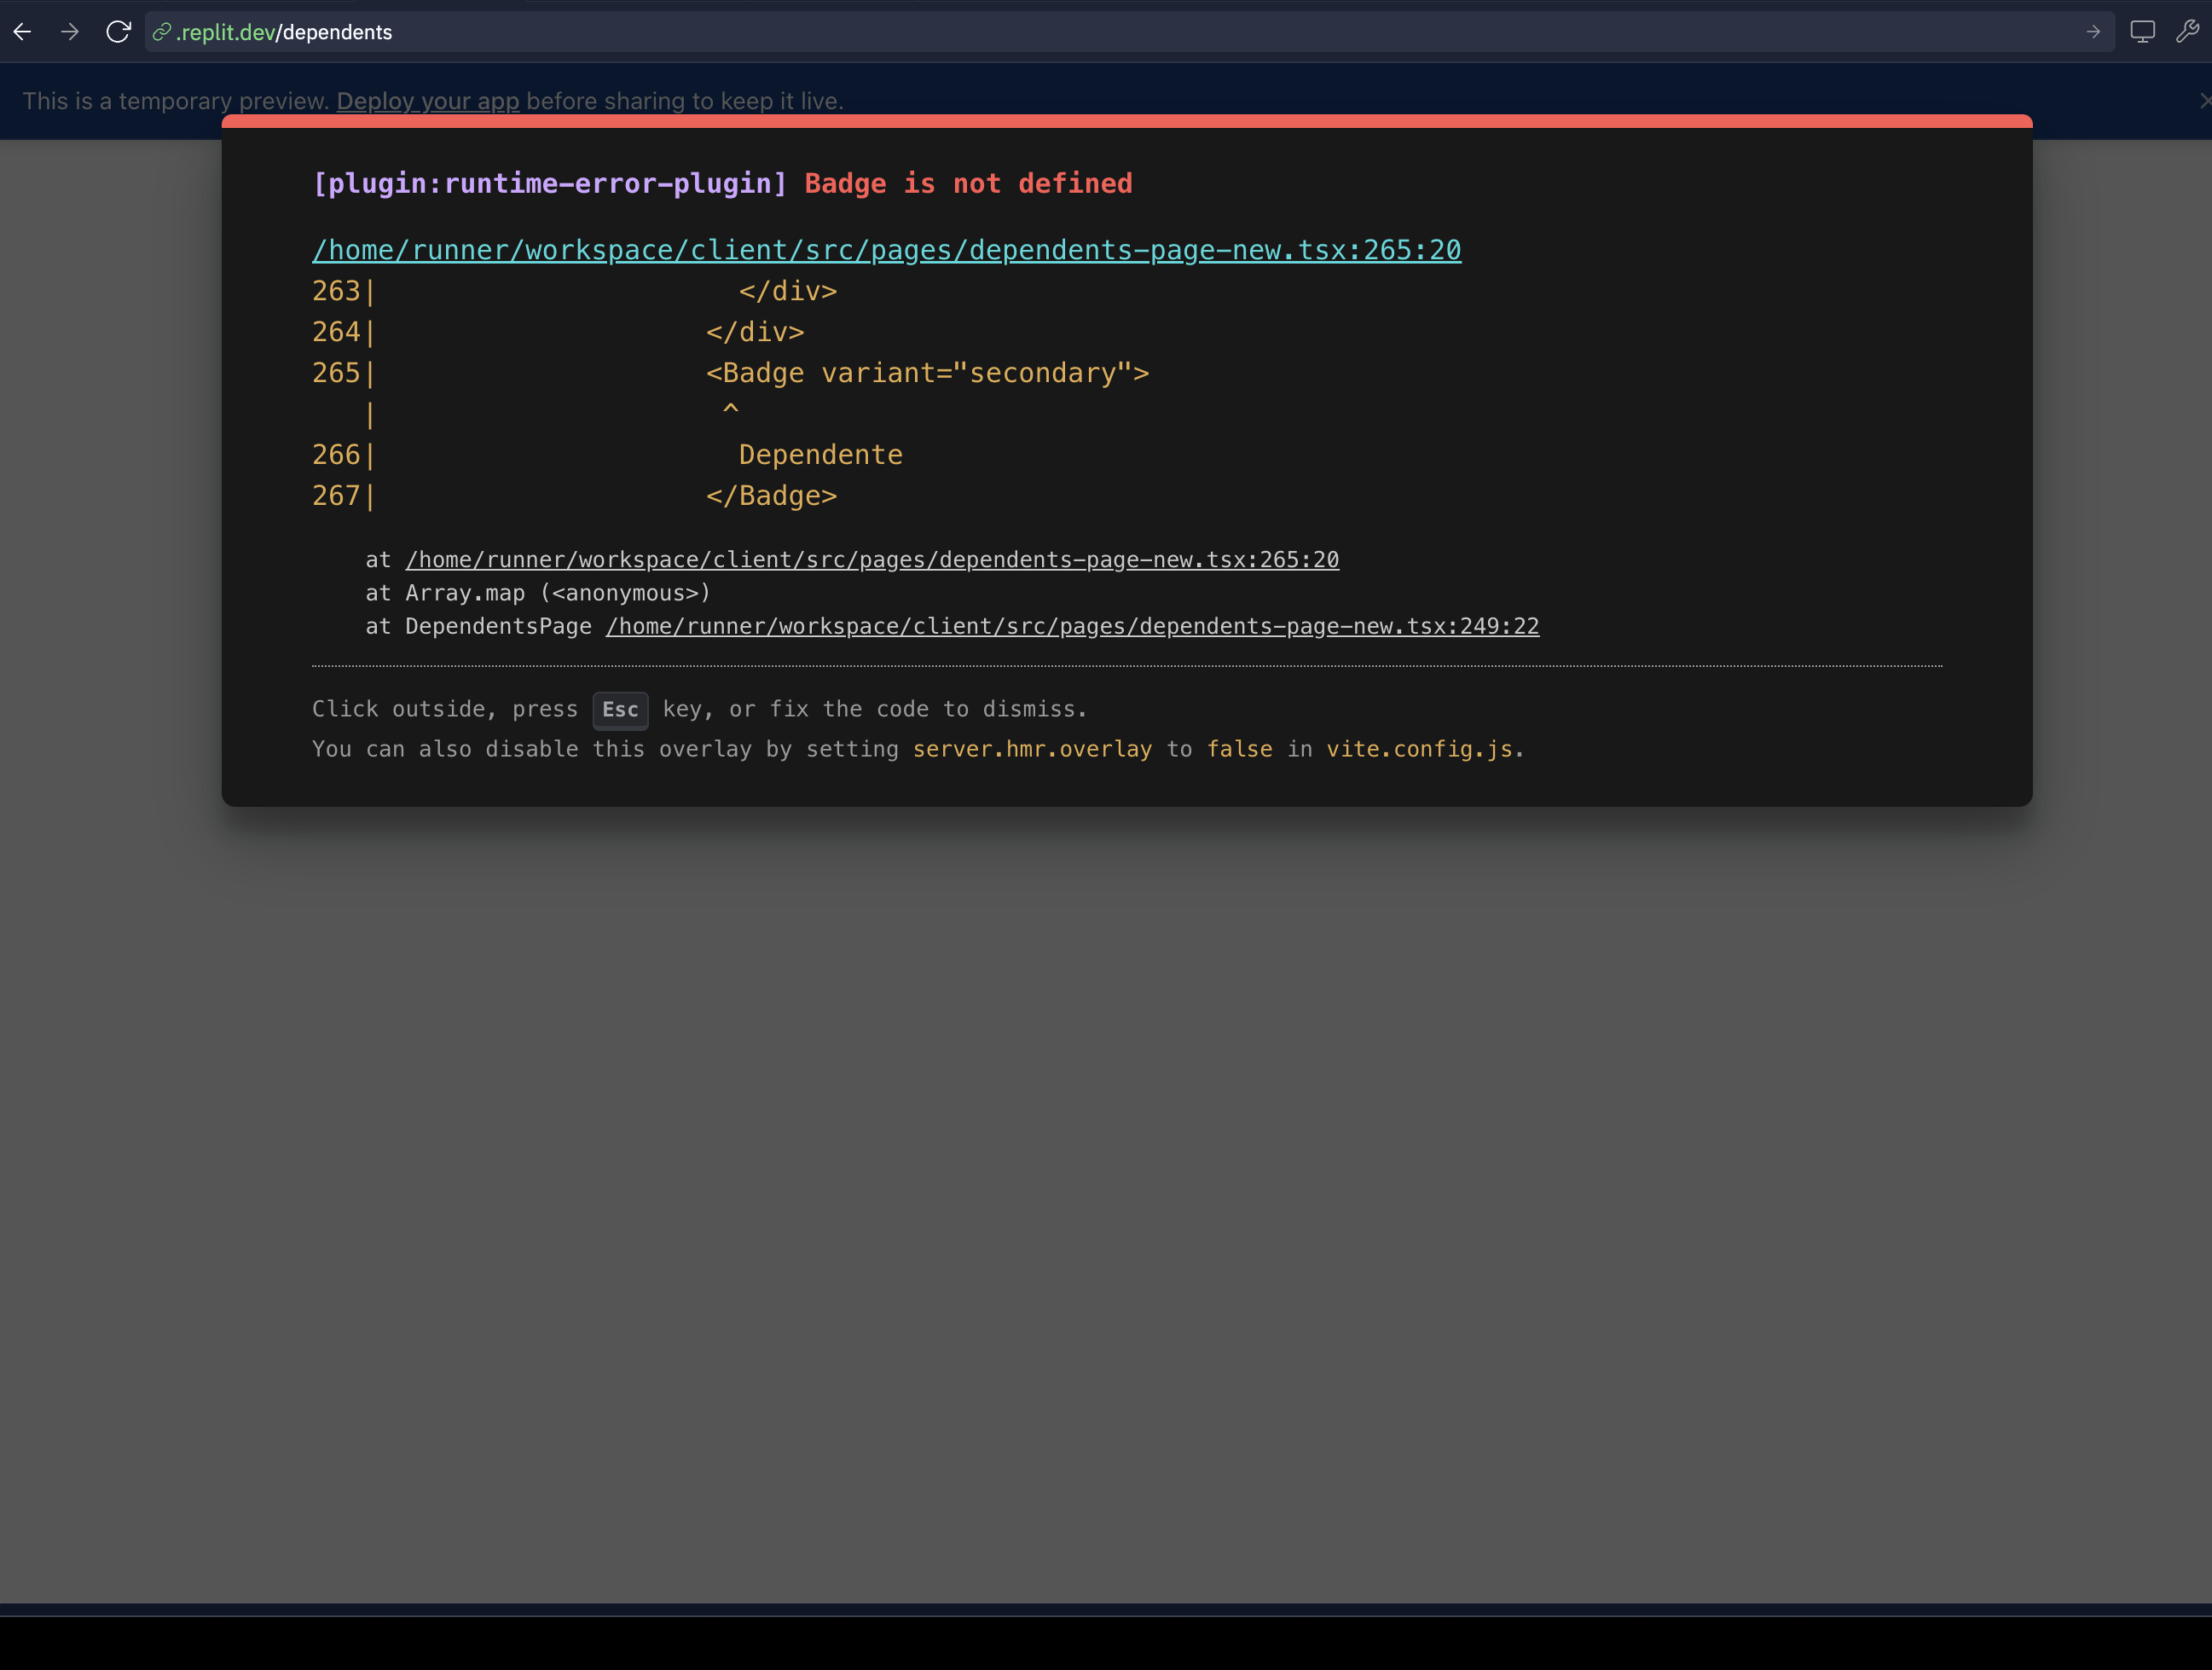 .replit.dev/dependents
This is a temporary preview. Deploy your app before sharing to keep it live.
[plugin:runtime-error-plugin] Badge is not defined
/home/runner/workspace/client/src/pages/dependents-page-new.tsx:265:20
263|                      </div>
264|                    </div>
265|                    <Badge variant="secondary">
   |                     ^
266|                      Dependente
267|                    </Badge>
at /home/runner/workspace/client/src/pages/dependents-page-new.tsx:265:20
at Array.map (<anonymous>)
at DependentsPage /home/runner/workspace/client/src/pages/dependents-page-new.tsx:249:22
Click outside, press Esc key, or fix the code to dismiss.
You can also disable this overlay by setting server.hmr.overlay to false in vite.config.js.